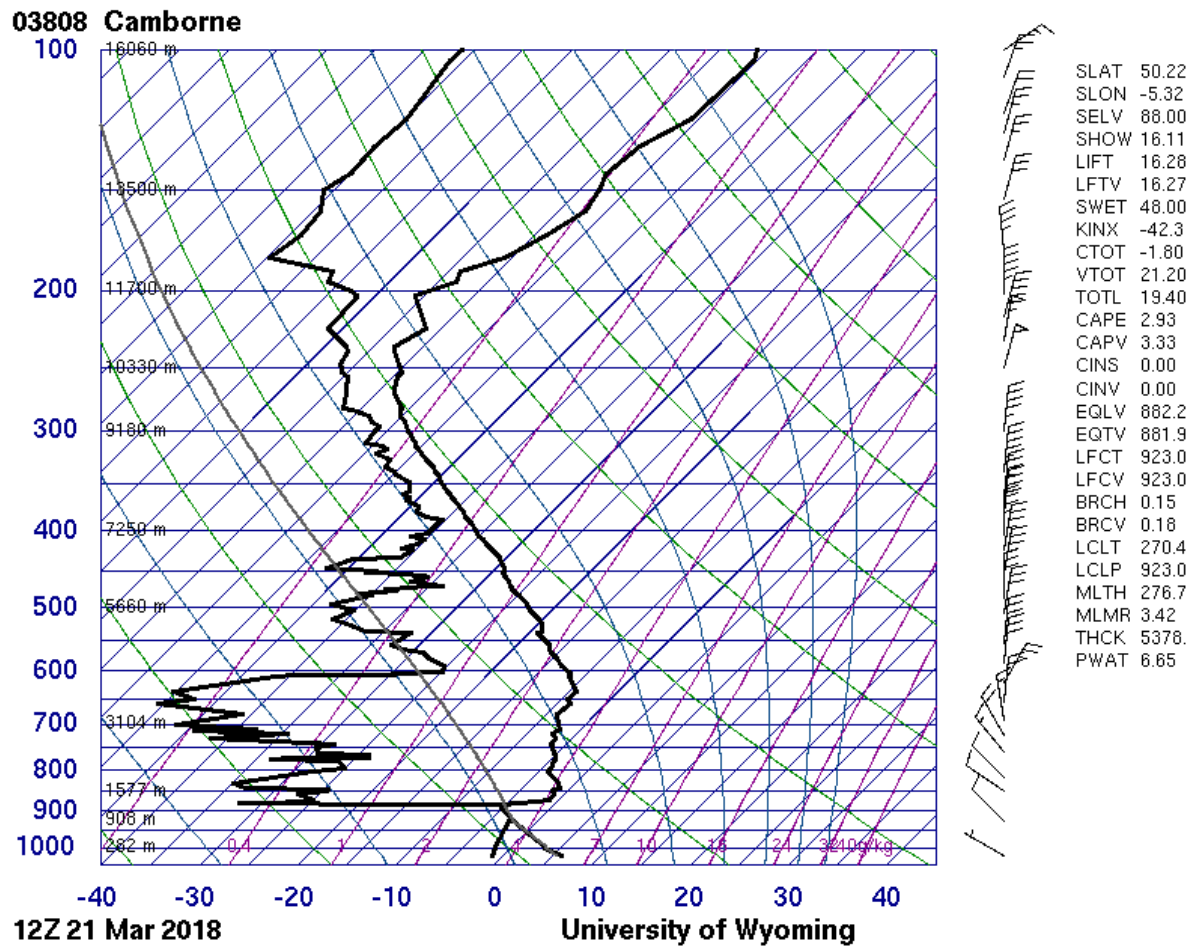 03808 Camborne
100
16060 m
13500 m
200
11700 m
10330 m
300
9180 m
400
7250 m
500
5660 m
600
700
3104 m
800
1577 m
900
908 m
1000
282 m
0.4 1 2 4 7 10 16 24 32 40g/kg
-40 -30 -20 -10 0 10 20 30 40
12Z 21 Mar 2018
University of Wyoming
SLAT 50.22
SLON -5.32
SELV 88.00
SHOW 16.11
LIFT 16.28
LFTV 16.27
SWET 48.00
KINX -42.3
CTOT -1.80
VTOT 21.20
TOTL 19.40
CAPE 2.93
CAPV 3.33
CINS 0.00
CINV 0.00
EQLV 882.2
EQTV 881.9
LFCT 923.0
LFCV 923.0
BRCH 0.15
BRCV 0.18
LCLT 270.4
LCLP 923.0
MLTH 276.7
MLMR 3.42
THCK 5378.
PWAT 6.65